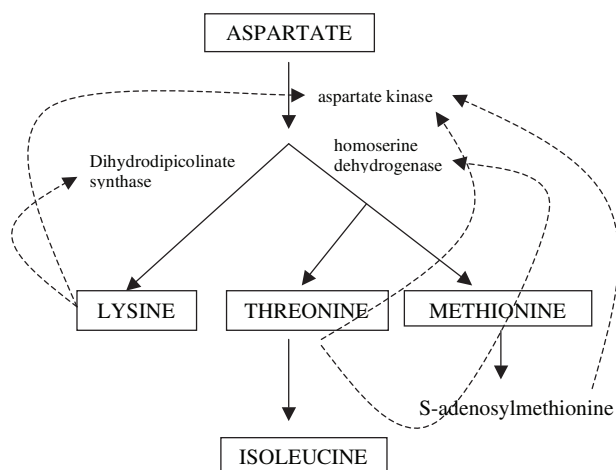 ASPARTATE
aspartate kinase
homoserine
dehydrogenase
Dihydrodipicolinate
synthase
LYSINE
THREONINE
METHIONINE
S-adenosylmethionine
ISOLEUCINE